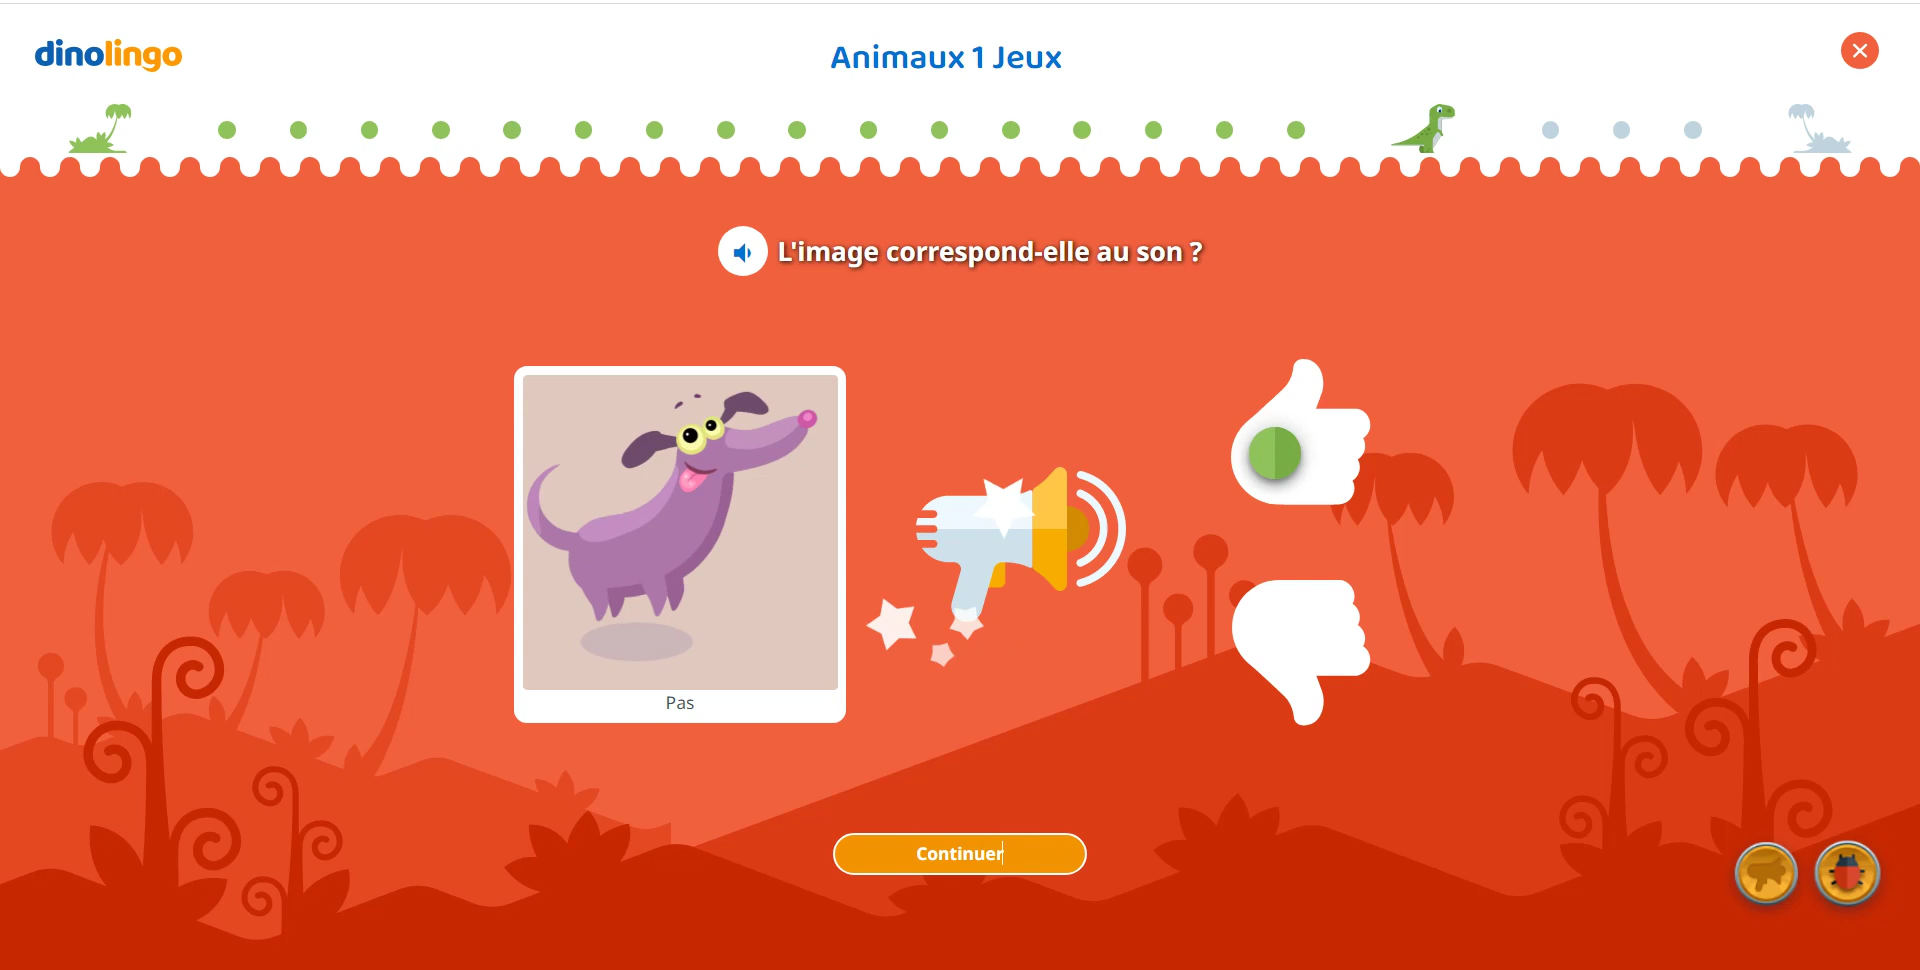 dinolingo
Animaux 1 Jeux
L'image correspond-elle au son ?
Pas
Continuer